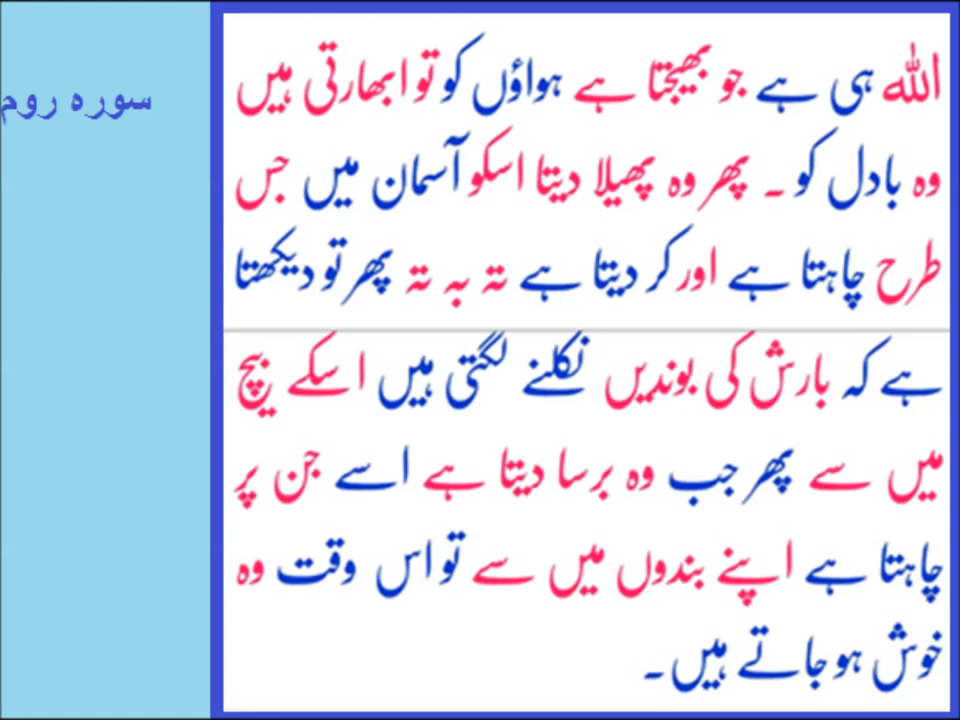 سورہ روم
اللہ ہی ہے جو بھیجتا ہے ہواؤں کو تو ابھارتی ہیں
وہ بادل کو ۔ پھر وہ پھیلا دیتا اسکو آسمان میں جس
طرح چاہتا ہے اور کر دیتا ہے تہ بہ تہ پھر تو دیکھتا
ہے کہ بارش کی بوندیں نکلنے لگتی ہیں اسکے بیچ
میں سے پھر جب وہ برسا دیتا ہے اسے جن پر
چاہتا ہے اپنے بندوں میں سے تو اس وقت وہ
خوش ہو جاتے ہیں ۔